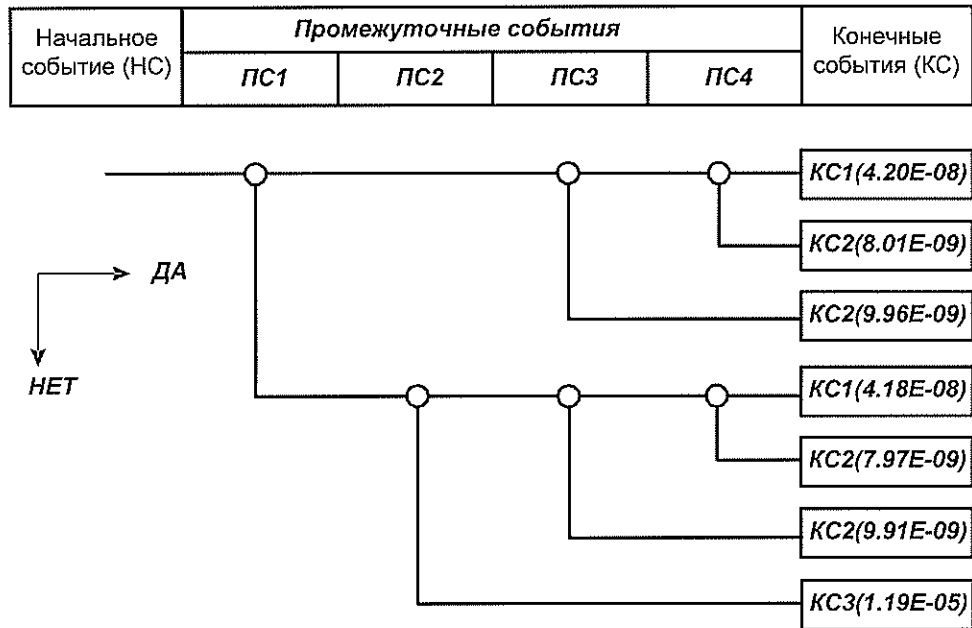 Начальное событие (НС)
Промежуточные события
Конечные события (КС)
ПС1 ПС2 ПС3 ПС4
КС1(4.20E-08)
КС2(8.01E-09)
ДА
КС2(9.96E-09)
НЕТ
КС1(4.18E-08)
КС2(7.97E-09)
КС2(9.91E-09)
КС3(1.19E-05)